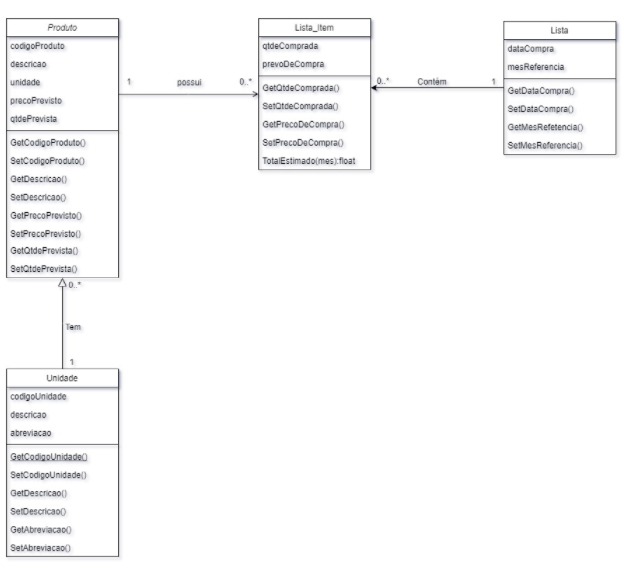 Produto
codigoProduto
descricao
unidade
precoPrevisto
qtdePrevista
GetCodigoProduto()
SetCodigoProduto()
GetDescricao()
SetDescricao()
GetPrecoPrevisto()
SetPrecoPrevisto()
GetQtdePrevista()
SetQtdePrevista()
1
possui
0..*
Lista_Item
qtdeComprada
prevoDeCompra
GetQtdeComprada()
SetQtdeComprada()
GetPrecoDeCompra()
SetPrecoDeCompra()
TotalEstimado(mes):float
0..*
Contém
1
Lista
dataCompra
mesReferencia
GetDataCompra()
SetDataCompra()
GetMesRefetencia()
SetMesReferencia()
0..*
Tem
1
Unidade
codigoUnidade
descricao
abreviacao
GetCodigoUnidade()
SetCodigoUnidade()
GetDescricao()
SetDescricao()
GetAbreviacao()
SetAbreviacao()